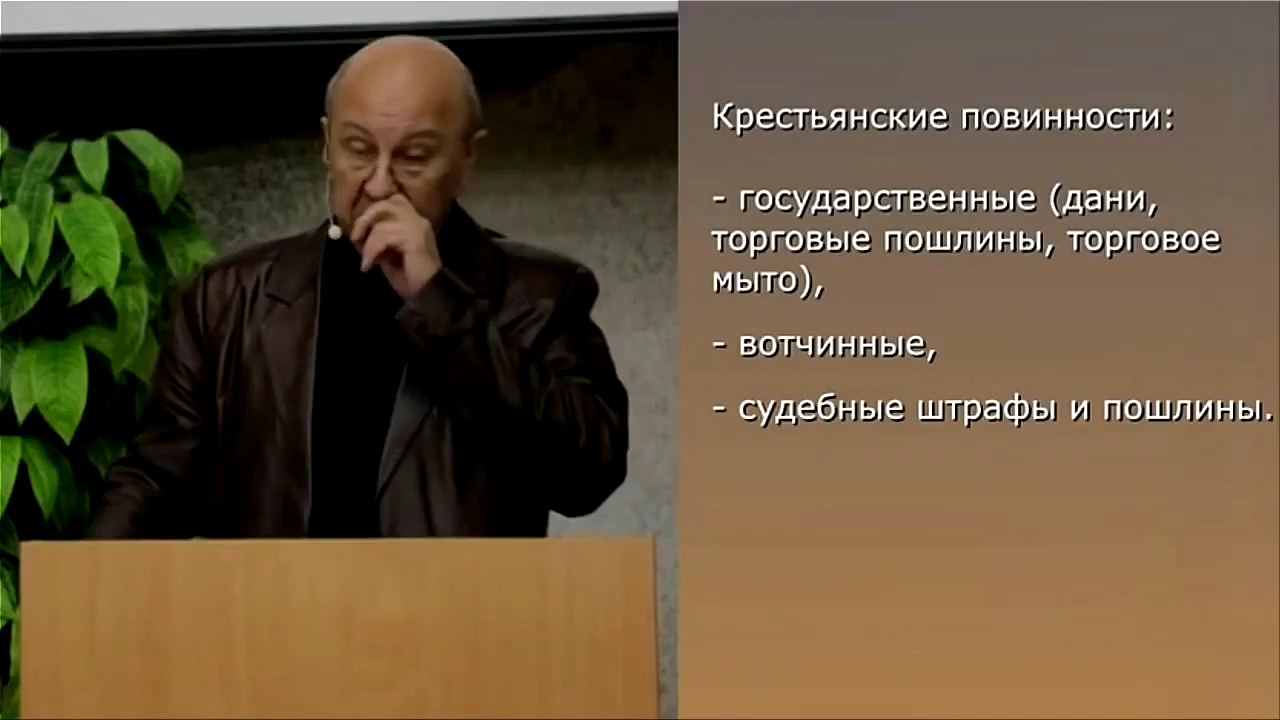 Крестьянские повинности:
- государственные (дани,
торговые пошлины, торговое
мыто),
- вотчинные,
- судебные штрафы и пошлины.